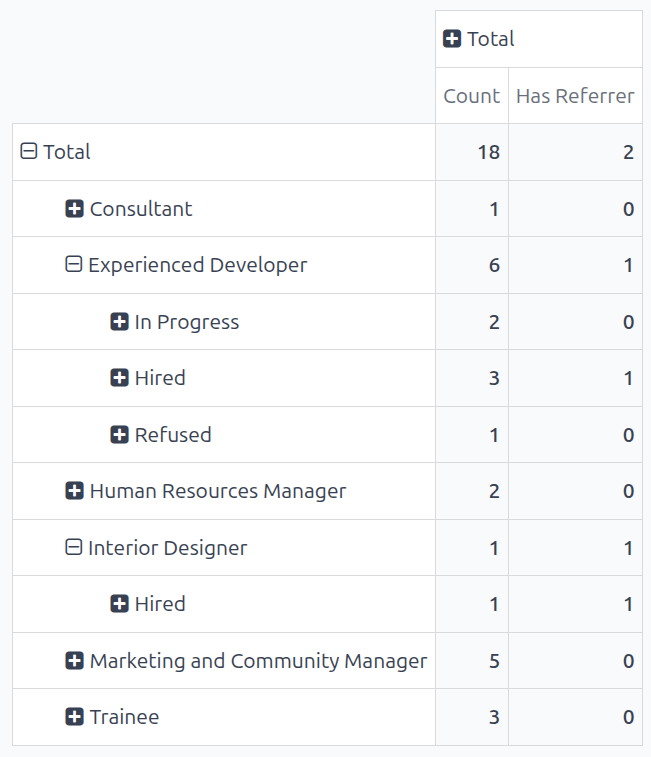 Total
Count Has Referrer
Total 18 2
Consultant 1 0
Experienced Developer 6 1
In Progress 2 0
Hired 3 1
Refused 1 0
Human Resources Manager 2 0
Interior Designer 1 1
Hired 1 1
Marketing and Community Manager 5 0
Trainee 3 0